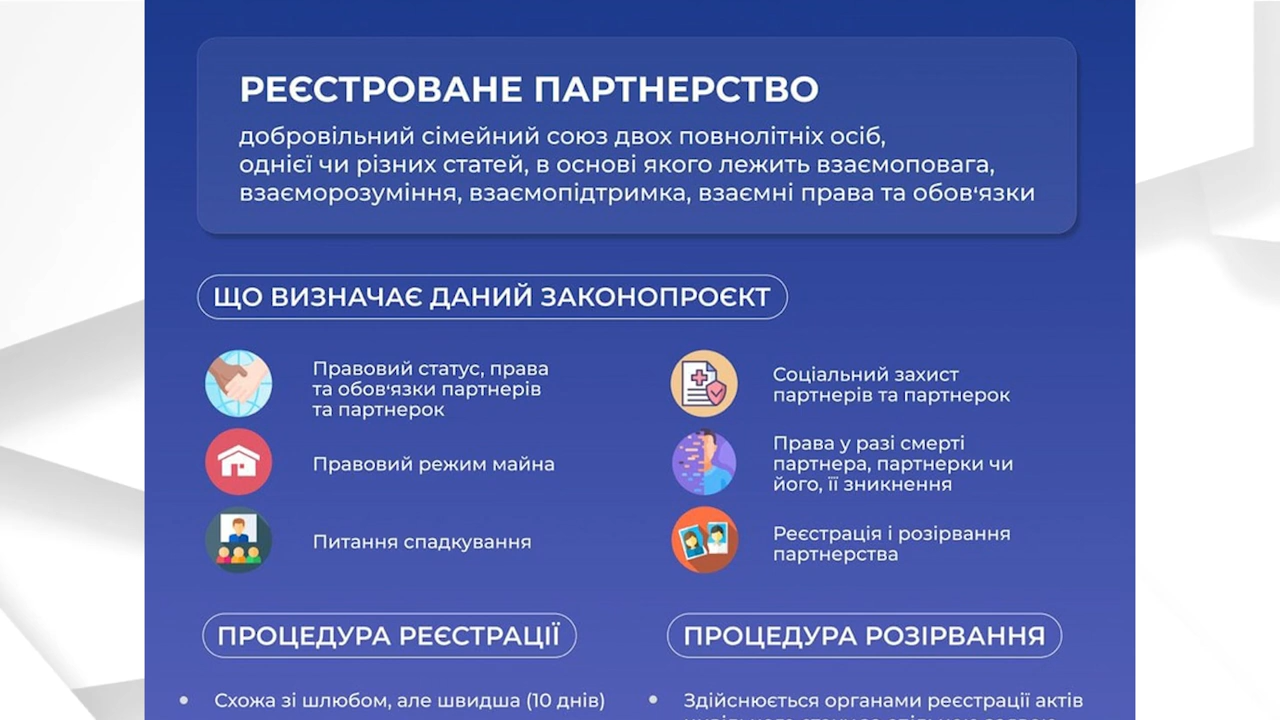 РЕЄСТРОВАНЕ ПАРТНЕРСТВО
добровільний сімейний союз двох повнолітніх осіб,
однієї чи різних статей, в основі якого лежить взаємоповага,
взаєморозуміння, взаємопідтримка, взаємні права та обов‘язки
ЩО ВИЗНАЧАЄ ДАНИЙ ЗАКОНОПРОЄКТ
Правовий статус, права
та обов‘язки партнерів
та партнерок
Правовий режим майна
Питання спадкування
Соціальний захист
партнерів та партнерок
Права у разі смерті
партнера, партнерки чи
його, її зникнення
Реєстрація і розірвання
партнерства
ПРОЦЕДУРА РЕЄСТРАЦІЇ
• Схожа зі шлюбом, але швидша (10 днів)
ПРОЦЕДУРА РОЗІРВАННЯ
• Здійснюється органами реєстрації актів